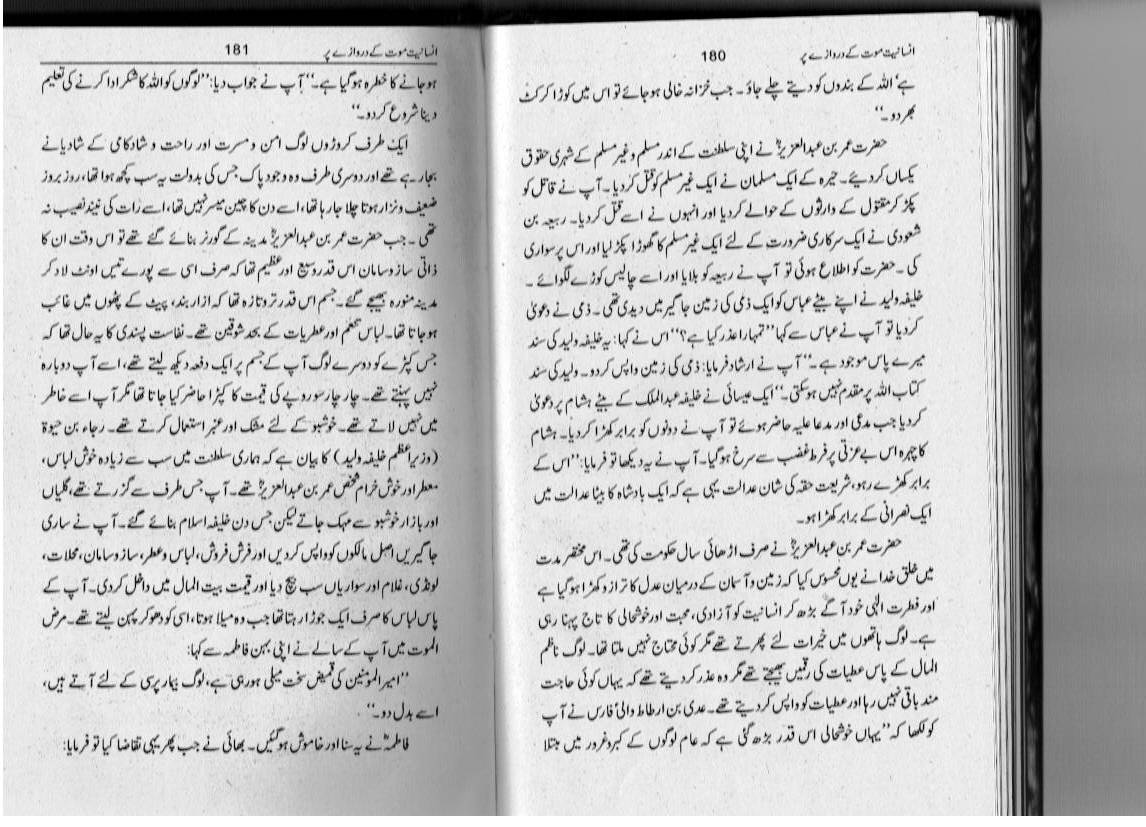 انسانیت موت کے دروازے پر 180
ہے‘ اللہ کے بندوں کو دیتے چلے جاؤ۔ جب خزانہ خالی ہو جائے تو اس میں کوڑا کرکٹ
بھر دو۔‘‘
حضرت عمر بن عبدالعزیزؒ نے اپنی سلطنت کے اندر مسلم و غیر مسلم کے شہری حقوق
یکساں کر دیئے۔ حیرہ کے ایک مسلمان نے ایک غیر مسلم کو قتل کر دیا۔ آپ نے قاتل کو
پکڑ کر مقتول کے وارثوں کے حوالے کر دیا اور انہوں نے اسے قتل کر دیا۔ ربیعہ بن
شعودی نے ایک سرکاری ضرورت کے لئے ایک غیر مسلم کا گھوڑا پکڑ لیا اور اس پر سواری
کی۔ حضرت کو اطلاع ہوئی تو آپ نے ربیعہ کو بلایا اور اسے چالیس کوڑے لگوائے۔
خلیفہ ولید نے اپنے بیٹے عباس کو ایک ذمی کی زمین جاگیر میں دیدی تھی۔ ذمی نے دعویٰ
کر دیا تو آپ نے عباس سے کہا ’’تمہارا عذر کیا ہے؟‘‘ اس نے کہا: یہ خلیفہ ولید کی سند
میرے پاس موجود ہے۔‘‘ آپ نے ارشاد فرمایا: ذمی کی زمین واپس کر دو۔ ولید کی سند
کتاب اللہ پر مقدم نہیں ہو سکتی۔‘‘ ایک عیسائی نے خلیفہ عبدالملک کے بیٹے ہشام پر دعویٰ
کر دیا جب مدعی اور مدعا علیہ حاضر ہوئے تو آپ نے دونوں کو برابر کھڑا کر دیا۔ ہشام
کا چہرہ اس بے عزتی پر فرط غضب سے سرخ ہو گیا۔ آپ نے یہ دیکھا تو فرمایا: ’’اس کے
برابر کھڑے رہو، شریعت حقہ کی شان عدالت یہی ہے کہ ایک بادشاہ کا بیٹا عدالت میں
ایک نصرانی کے برابر کھڑا ہو۔
حضرت عمر بن عبدالعزیزؒ نے صرف اڑھائی سال حکومت کی تھی۔ اس مختصر مدت
میں خلق خدا نے یوں محسوس کیا کہ زمین و آسمان کے درمیان عدل کا ترازو کھڑا ہو گیا ہے
اور فطرت الٰہی خود آگے بڑھ کر انسانیت کو آزادی، محبت اور خوشحالی کا تاج پہنا رہی
ہے۔ لوگ ہاتھوں میں خیرات لئے پھرتے تھے مگر کوئی محتاج نہیں ملتا تھا۔ لوگ ناظم
المال کے پاس عطیات کی رقمیں بھیجتے تھے مگر وہ عذر کر دیتے تھے کہ یہاں کوئی حاجت
مند باقی نہیں رہا اور عطیات کو واپس کر دیتے تھے۔ عدی بن ارطاط والیٔ فارس نے آپ
کو لکھا کہ ’’یہاں خوشحالی اس قدر بڑھ گئی ہے کہ عام لوگوں کے کبر و غرور میں مبتلا
انسانیت موت کے دروازے پر 181
ہو جانے کا خطرہ ہو گیا ہے۔‘‘ آپ نے جواب دیا: ’’لوگوں کو اللہ کا شکر ادا کرنے کی تعلیم
دینا شروع کر دو۔‘‘
ایک طرف کروڑوں لوگ امن و مسرت اور راحت و شادکامی کے شادیانے
بجا رہے تھے اور دوسری طرف وہ وجود پاک جس کی بدولت یہ سب کچھ ہوا تھا، روز بروز
ضعیف و نزار ہوتا چلا جا رہا تھا، اسے دن کا چین میسر نہیں تھا، اسے رات کی نیند نصیب نہ
تھی۔ جب حضرت عمر بن عبدالعزیزؒ مدینہ کے گورنر بنائے گئے تھے تو اس وقت ان کا
ذاتی ساز و سامان اس قدر وسیع اور عظیم تھا کہ صرف اسی سے پورے تیس اونٹ لاد کر
مدینہ منورہ بھیجے گئے۔ جسم اس قدر تر و تازہ تھا کہ ازار بند، پیٹ کے پٹھوں میں غائب
ہو جاتا تھا۔ لباس تنعم اور عطریات کے بیحد شوقین تھے۔ نفاست پسندی کا یہ حال تھا کہ
جس کپڑے کو دوسرے لوگ آپ کے جسم پر ایک دفعہ دیکھ لیتے تھے، اسے آپ دوبارہ
نہیں پہنتے تھے۔ چار چار سو روپے کی قیمت کا کپڑا حاضر کیا جاتا تھا مگر آپ اسے خاطر
میں نہیں لاتے تھے۔ خوشبو کے لئے مشک اور عنبر استعمال کرتے تھے۔ رجاء بن حیوۃ
(وزیراعظم خلیفہ ولید) کا بیان ہے کہ ہماری سلطنت میں سب سے زیادہ خوش لباس،
معطر اور خوش خرام شخص عمر بن عبدالعزیزؒ تھے۔ آپ جس طرف سے گزرتے تھے، گلیاں
اور بازار خوشبو سے مہک جاتے لیکن جس دن خلیفہ اسلام بنائے گئے۔ آپ نے ساری
جاگیریں اصل مالکوں کو واپس کر دیں اور فرش فروش، لباس و عطر، ساز و سامان، محلات،
لونڈی، غلام اور سواریاں سب بیچ دیا اور قیمت بیت المال میں داخل کر دی۔ آپ کے
پاس لباس کا صرف ایک جوڑا رہتا تھا جب وہ میلا ہوتا، اسی کو دھو کر پہن لیتے تھے۔ مرض
الموت میں آپ کے سالے نے اپنی بہن فاطمہ سے کہا:
’’امیر المومنین کی قمیض سخت میلی ہو رہی ہے، لوگ بیمار پرسی کے لئے آتے ہیں،
اسے بدل دو۔‘‘
فاطمہؒ نے یہ سنا اور خاموش ہو گئیں۔ بھائی نے جب پھر یہی تقاضا کیا تو فرمایا: